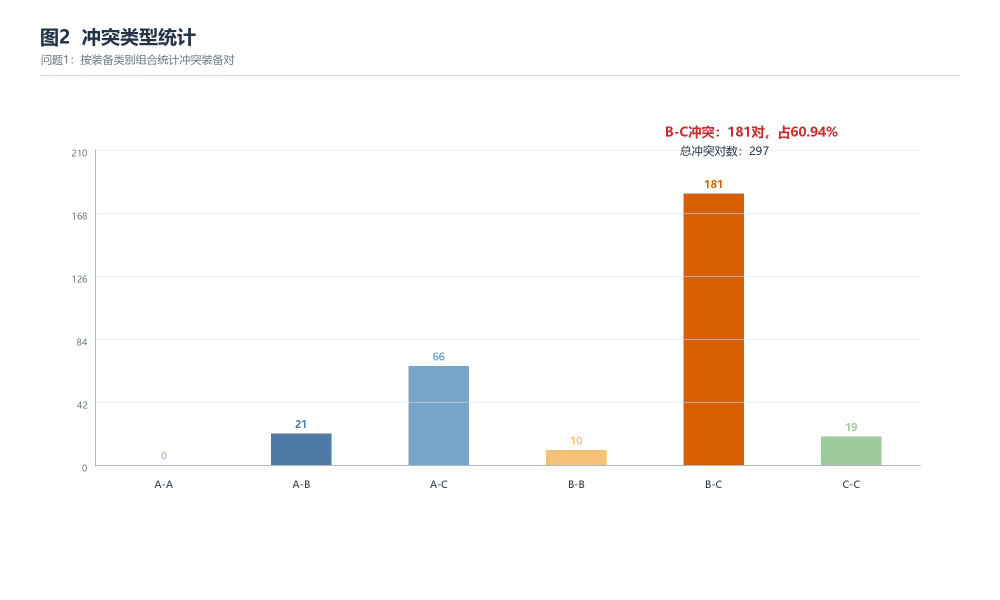 图2 冲突类型统计
问题1：按装备类别组合统计冲突装备对
B-C冲突：181对，占60.94%
总冲突对数：297
210
168
126
84
42
0
0
21
66
10
181
19
A-A
A-B
A-C
B-B
B-C
C-C